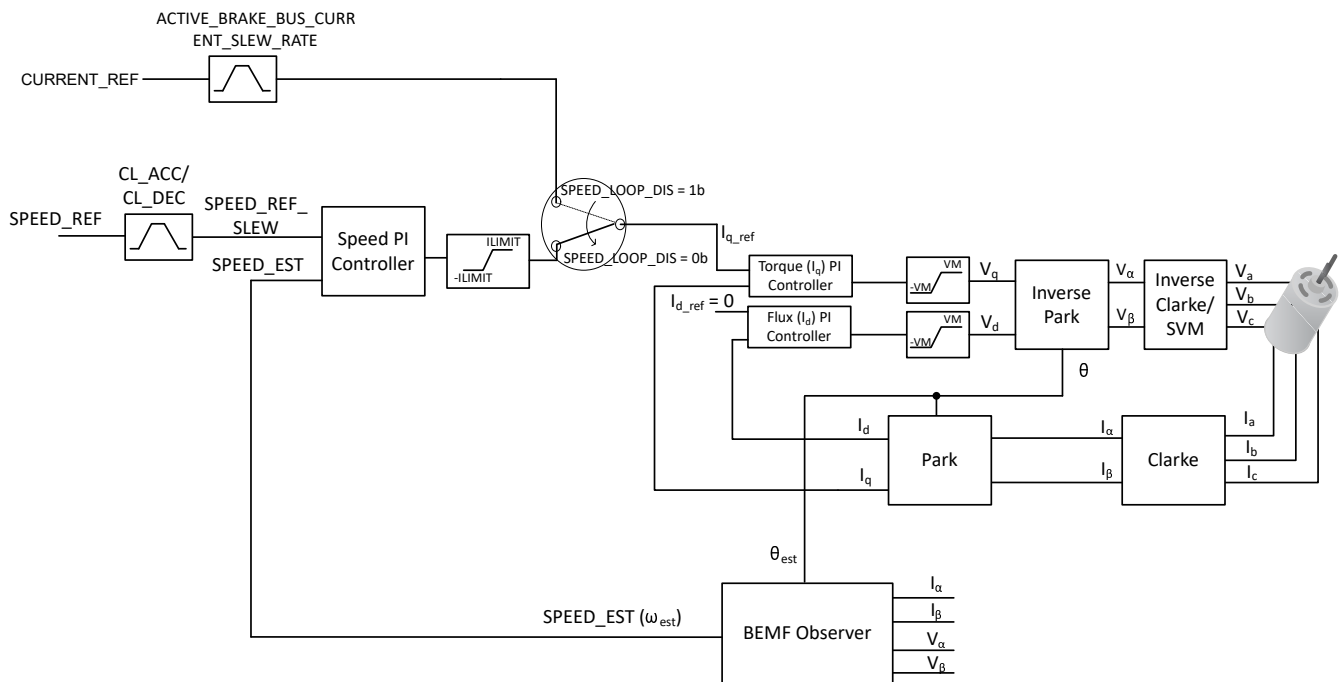 ACTIVE_BRAKE_BUS_CURR
ENT_SLEW_RATE
CURRENT_REF
CL_ACC/
CL_DEC
SPEED_REF
SPEED_REF_
SLEW
SPEED_EST
Speed PI
Controller
ILIMIT
-ILIMIT
SPEED_LOOP_DIS = 1b
SPEED_LOOP_DIS = 0b
Iq_ref
Torque (Iq) PI
Controller
Id_ref = 0
Flux (Id) PI
Controller
VM
-VM
VM
-VM
Vq
Vd
Inverse
Park
Vα
Vβ
Inverse
Clarke/
SVM
Va
Vb
Vc
θ
Id
Iq
Park
Iα
Iβ
Clarke
Ia
Ib
Ic
θest
SPEED_EST (ωest)
BEMF Observer
Iα
Iβ
Vα
Vβ